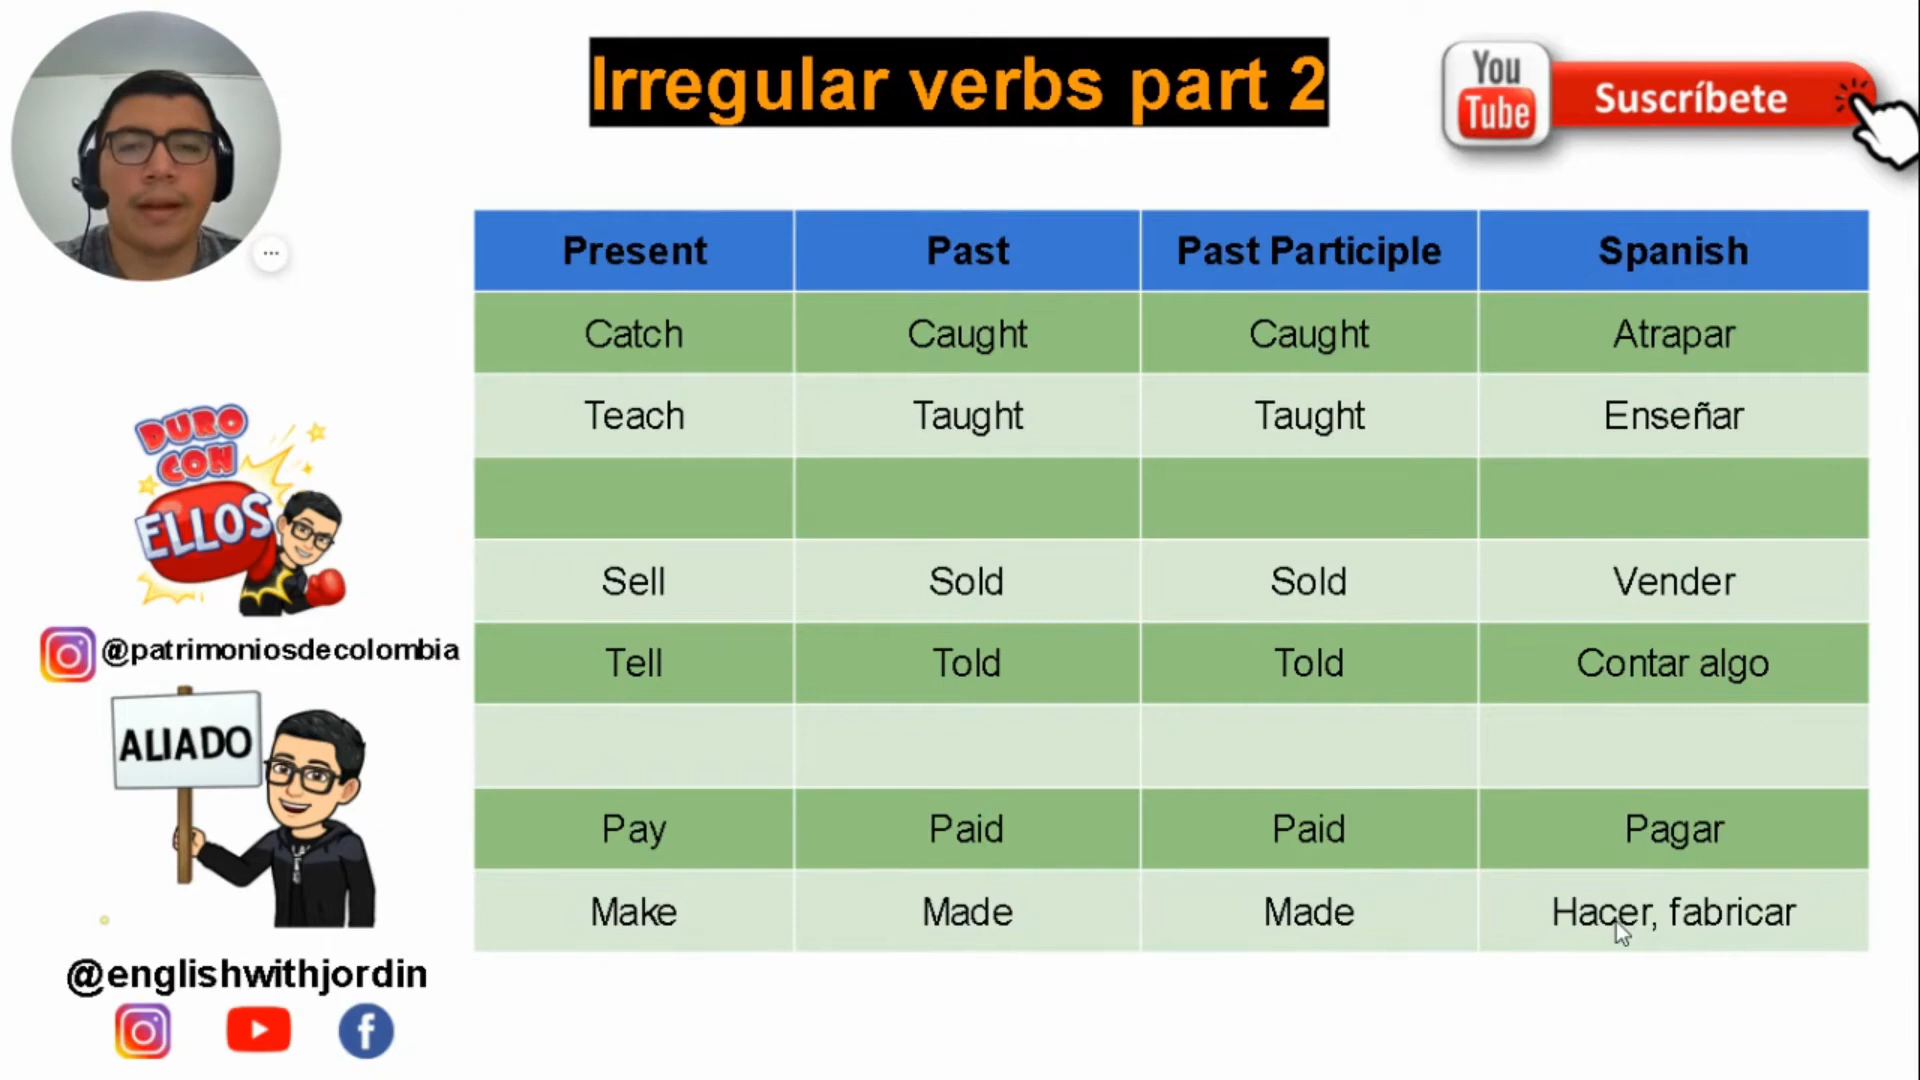 Irregular verbs part 2
You
Tube
Suscríbete
Present Past Past Participle Spanish
Catch Caught Caught Atrapar
Teach Taught Taught Enseñar
Sell Sold Sold Vender
Tell Told Told Contar algo
Pay Paid Paid Pagar
Make Made Made Hacer, fabricar
DURO
CON
ELLOS
@patrimoniosdecolombia
ALIADO
@englishwithjordin